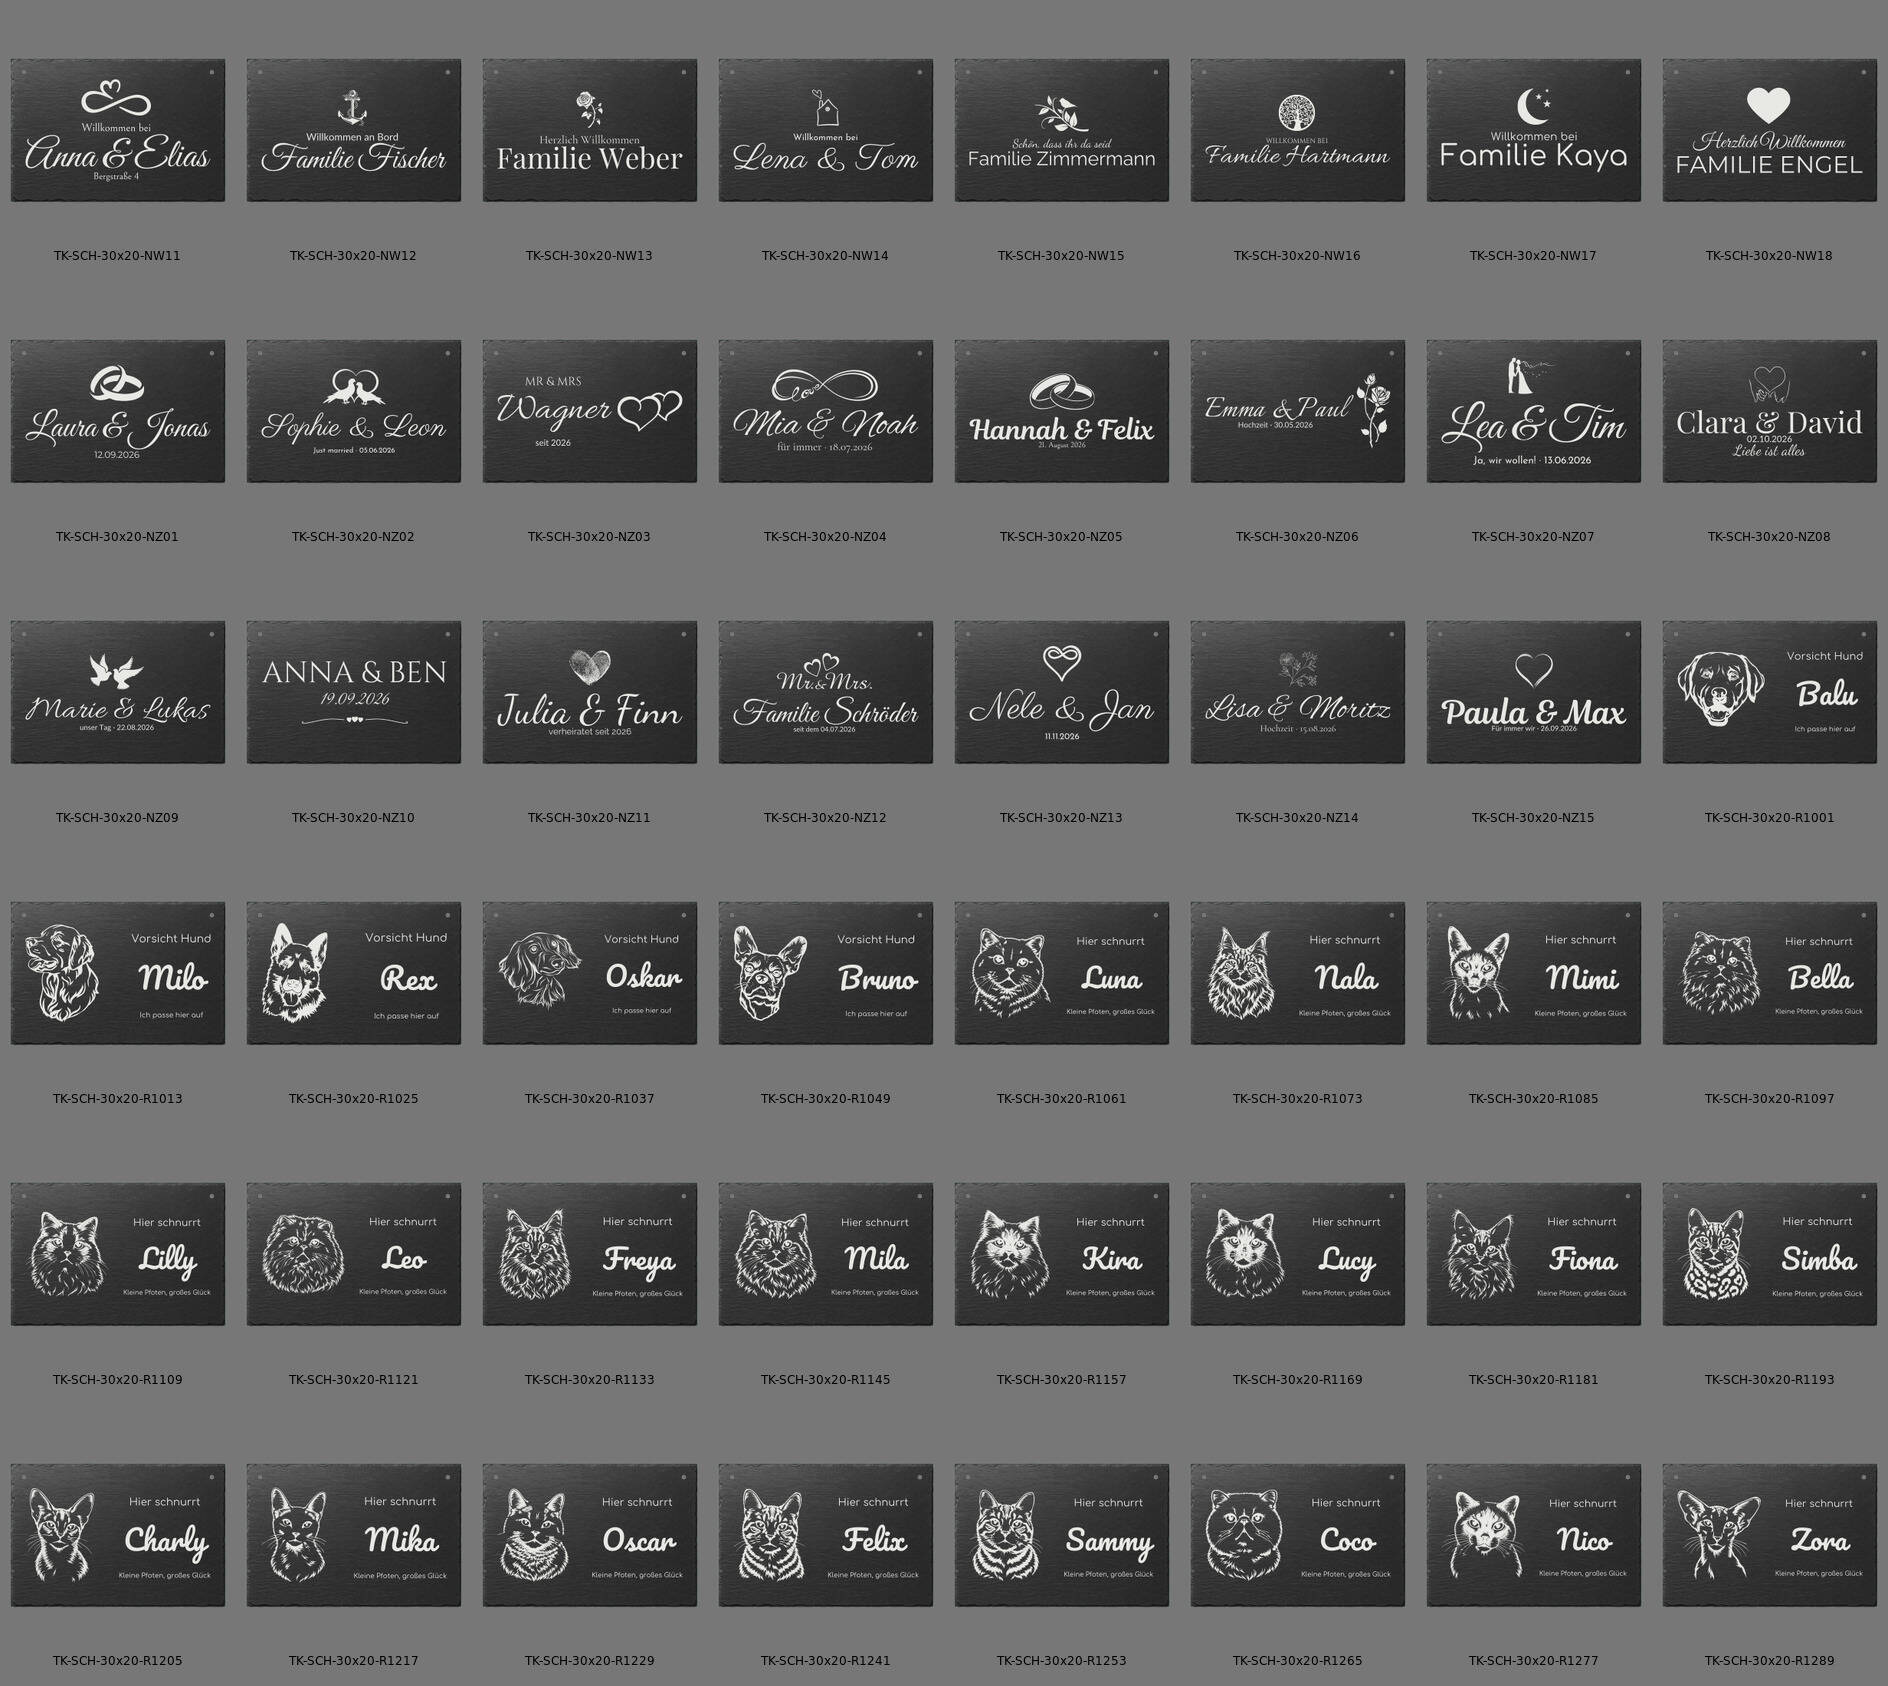 Willkommen bei
Anna & Elias
Bergstraße 4
TK-SCH-30x20-NW11
Willkommen an Bord
Familie Fischer
TK-SCH-30x20-NW12
Herzlich Willkommen
Familie Weber
TK-SCH-30x20-NW13
Willkommen bei
Lena & Tom
TK-SCH-30x20-NW14
Schön, dass ihr da seid
Familie Zimmermann
TK-SCH-30x20-NW15
WILLKOMMEN BEI
Familie Hartmann
TK-SCH-30x20-NW16
Willkommen bei
Familie Kaya
TK-SCH-30x20-NW17
Herzlich Willkommen
FAMILIE ENGEL
TK-SCH-30x20-NW18
Laura & Jonas
12.09.2026
TK-SCH-30x20-NZ01
Sophie & Leon
Just married · 05.06.2026
TK-SCH-30x20-NZ02
MR & MRS
Wagner
seit 2026
TK-SCH-30x20-NZ03
love
Mia & Noah
für immer · 18.07.2026
TK-SCH-30x20-NZ04
Hannah & Felix
21. August 2026
TK-SCH-30x20-NZ05
Emma & Paul
Hochzeit · 30.05.2026
TK-SCH-30x20-NZ06
Lea & Tim
Ja, wir wollen! · 13.06.2026
TK-SCH-30x20-NZ07
Clara & David
02.10.2026
Liebe ist alles
TK-SCH-30x20-NZ08
Marie & Lukas
unser Tag · 22.08.2026
TK-SCH-30x20-NZ09
ANNA & BEN
19.09.2026
TK-SCH-30x20-NZ10
Julia & Finn
verheiratet seit 2026
TK-SCH-30x20-NZ11
Mr. & Mrs.
Familie Schröder
seit dem 04.07.2026
TK-SCH-30x20-NZ12
Nele & Jan
11.11.2026
TK-SCH-30x20-NZ13
Lisa & Moritz
Hochzeit · 15.08.2026
TK-SCH-30x20-NZ14
Paula & Max
Für immer wir · 26.09.2026
TK-SCH-30x20-NZ15
Vorsicht Hund
Balu
Ich passe hier auf
TK-SCH-30x20-R1001
Vorsicht Hund
Milo
Ich passe hier auf
TK-SCH-30x20-R1013
Vorsicht Hund
Rex
Ich passe hier auf
TK-SCH-30x20-R1025
Vorsicht Hund
Oskar
Ich passe hier auf
TK-SCH-30x20-R1037
Vorsicht Hund
Bruno
Ich passe hier auf
TK-SCH-30x20-R1049
Hier schnurrt
Luna
Kleine Pfoten, großes Glück
TK-SCH-30x20-R1061
Hier schnurrt
Nala
Kleine Pfoten, großes Glück
TK-SCH-30x20-R1073
Hier schnurrt
Mimi
Kleine Pfoten, großes Glück
TK-SCH-30x20-R1085
Hier schnurrt
Bella
Kleine Pfoten, großes Glück
TK-SCH-30x20-R1097
Hier schnurrt
Lilly
Kleine Pfoten, großes Glück
TK-SCH-30x20-R1109
Hier schnurrt
Leo
Kleine Pfoten, großes Glück
TK-SCH-30x20-R1121
Hier schnurrt
Freya
Kleine Pfoten, großes Glück
TK-SCH-30x20-R1133
Hier schnurrt
Mila
Kleine Pfoten, großes Glück
TK-SCH-30x20-R1145
Hier schnurrt
Kira
Kleine Pfoten, großes Glück
TK-SCH-30x20-R1157
Hier schnurrt
Lucy
Kleine Pfoten, großes Glück
TK-SCH-30x20-R1169
Hier schnurrt
Fiona
Kleine Pfoten, großes Glück
TK-SCH-30x20-R1181
Hier schnurrt
Simba
Kleine Pfoten, großes Glück
TK-SCH-30x20-R1193
Hier schnurrt
Charly
Kleine Pfoten, großes Glück
TK-SCH-30x20-R1205
Hier schnurrt
Mika
Kleine Pfoten, großes Glück
TK-SCH-30x20-R1217
Hier schnurrt
Oscar
Kleine Pfoten, großes Glück
TK-SCH-30x20-R1229
Hier schnurrt
Felix
Kleine Pfoten, großes Glück
TK-SCH-30x20-R1241
Hier schnurrt
Sammy
Kleine Pfoten, großes Glück
TK-SCH-30x20-R1253
Hier schnurrt
Coco
Kleine Pfoten, großes Glück
TK-SCH-30x20-R1265
Hier schnurrt
Nico
Kleine Pfoten, großes Glück
TK-SCH-30x20-R1277
Hier schnurrt
Zora
Kleine Pfoten, großes Glück
TK-SCH-30x20-R1289